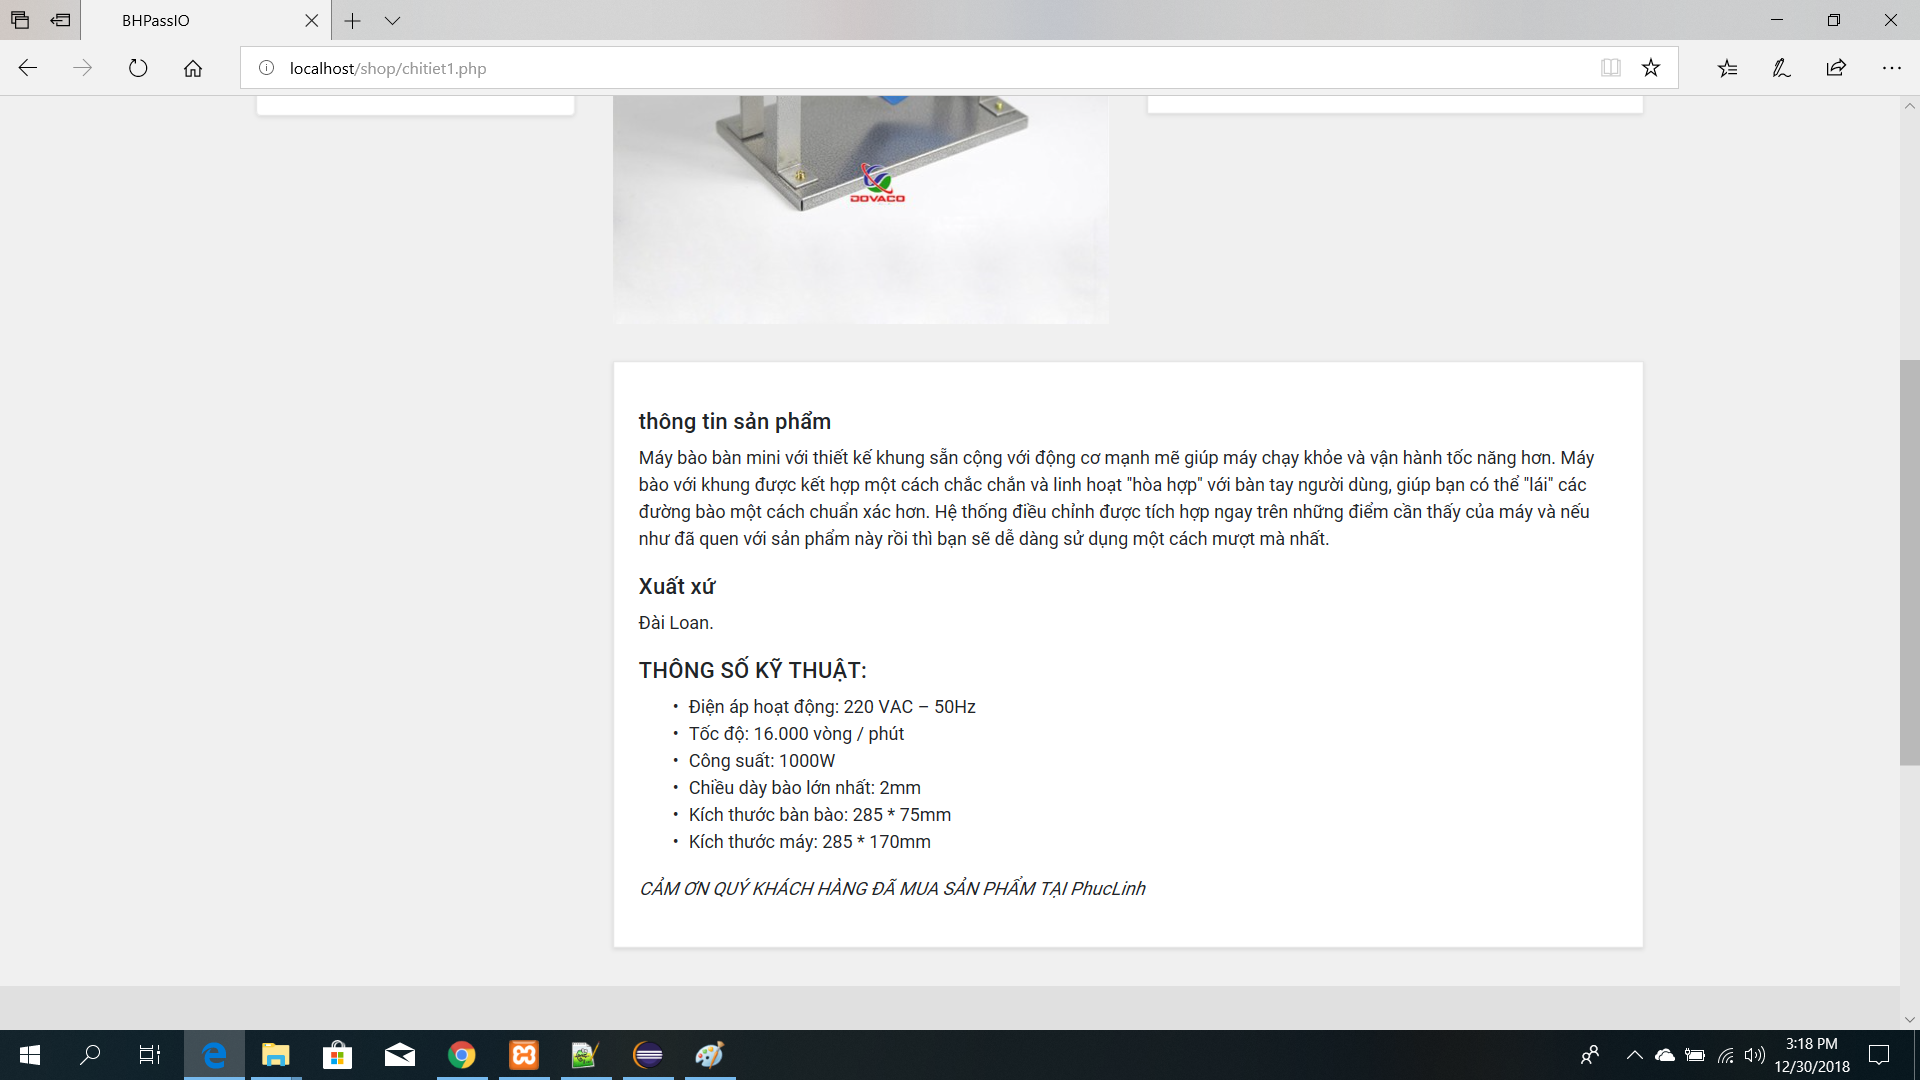 BHPassIO
localhost/shop/chitiet1.php
DOVACO
thông tin sản phẩm
Máy bào bàn mini với thiết kế khung sẵn cộng với động cơ mạnh mẽ giúp máy chạy khỏe và vận hành tốc năng hơn. Máy
bào với khung được kết hợp một cách chắc chắn và linh hoạt "hòa hợp" với bàn tay người dùng, giúp bạn có thể "lái" các
đường bào một cách chuẩn xác hơn. Hệ thống điều chỉnh được tích hợp ngay trên những điểm cần thấy của máy và nếu
như đã quen với sản phẩm này rồi thì bạn sẽ dễ dàng sử dụng một cách mượt mà nhất.
Xuất xứ
Đài Loan.
THÔNG SỐ KỸ THUẬT:
• Điện áp hoạt động: 220 VAC – 50Hz
• Tốc độ: 16.000 vòng / phút
• Công suất: 1000W
• Chiều dày bào lớn nhất: 2mm
• Kích thước bàn bào: 285 * 75mm
• Kích thước máy: 285 * 170mm
CẢM ƠN QUÝ KHÁCH HÀNG ĐÃ MUA SẢN PHẨM TẠI PhucLinh
3:18 PM
12/30/2018